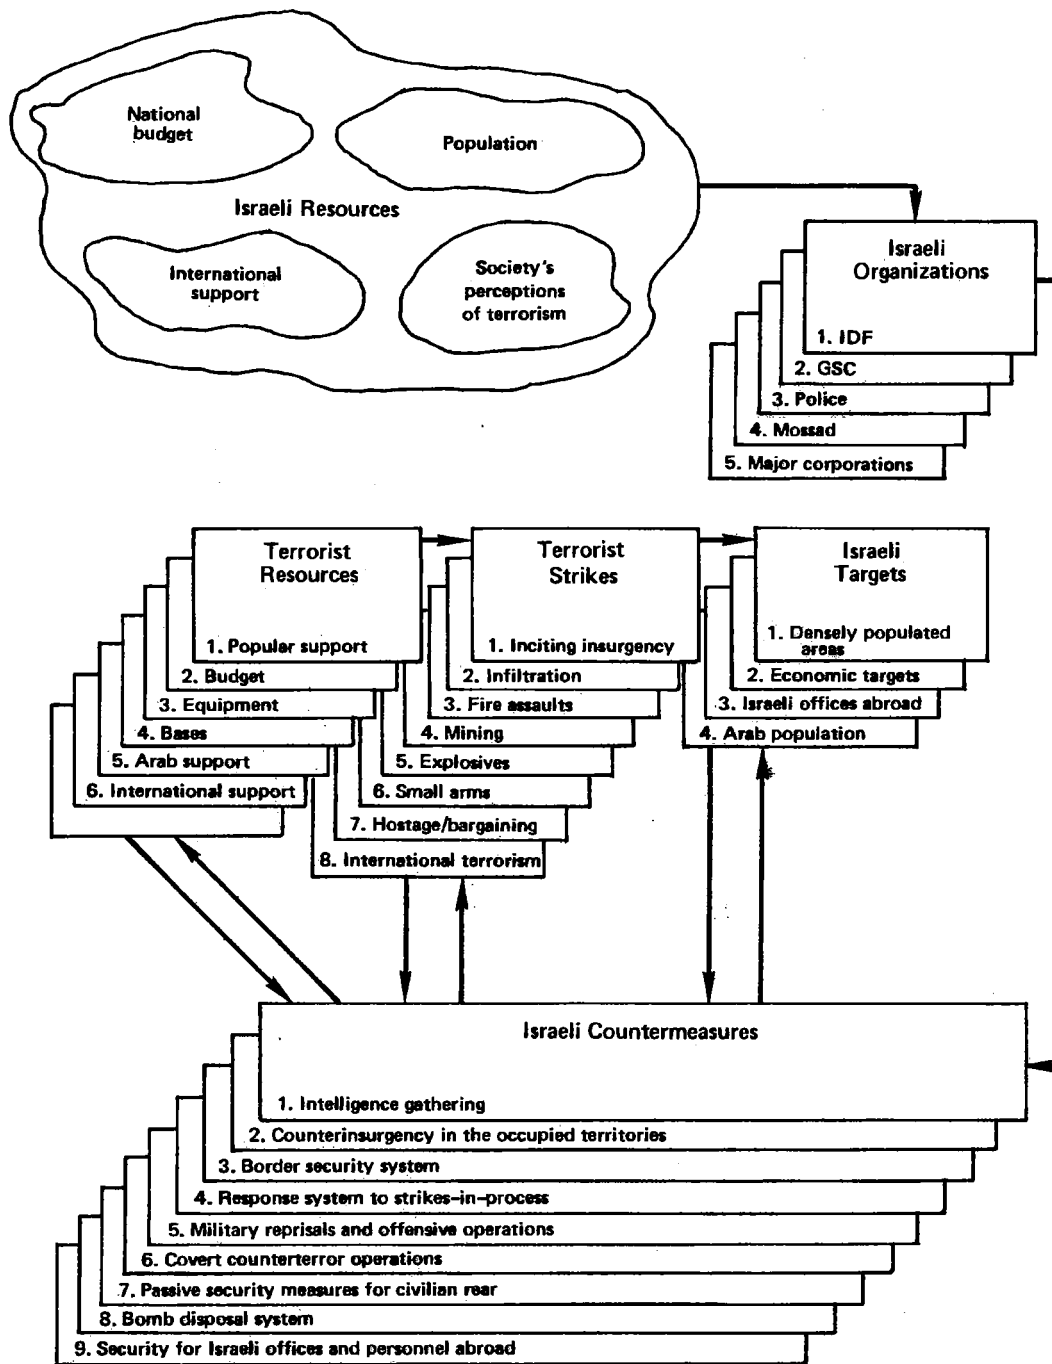 National
budget
Population
Israeli Resources
International
support
Society's
perceptions
of terrorism
Israeli
Organizations
1. IDF
2. GSC
3. Police
4. Mossad
5. Major corporations
Terrorist
Resources
1. Popular support
2. Budget
3. Equipment
4. Bases
5. Arab support
6. International support
Terrorist
Strikes
1. Inciting insurgency
2. Infiltration
3. Fire assaults
4. Mining
5. Explosives
6. Small arms
7. Hostage/bargaining
8. International terrorism
Israeli
Targets
1. Densely populated
areas
2. Economic targets
3. Israeli offices abroad
4. Arab population
Israeli Countermeasures
1. Intelligence gathering
2. Counterinsurgency in the occupied territories
3. Border security system
4. Response system to strikes-in-process
5. Military reprisals and offensive operations
6. Covert counterterror operations
7. Passive security measures for civilian rear
8. Bomb disposal system
9. Security for Israeli offices and personnel abroad